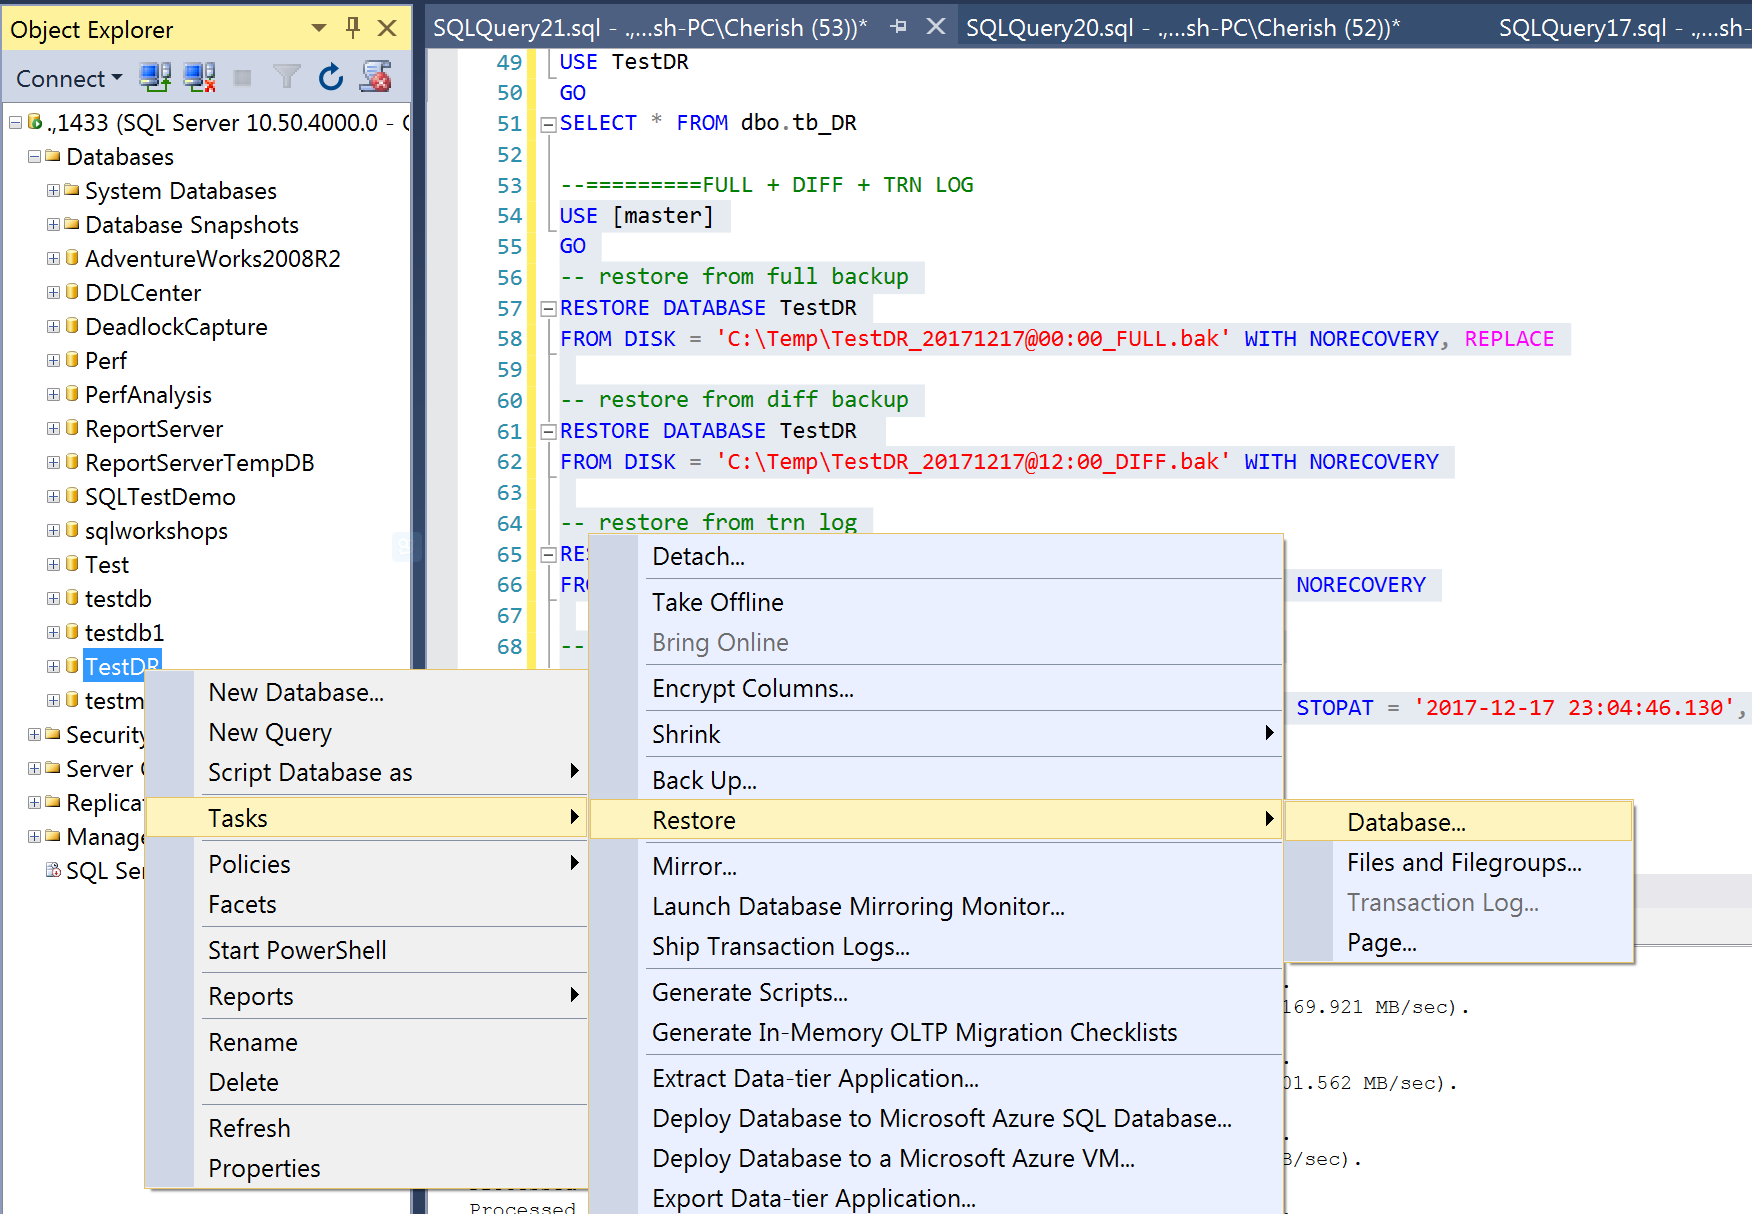 Object Explorer
Connect
.,1433 (SQL Server 10.50.4000.0 -
Databases
System Databases
Database Snapshots
AdventureWorks2008R2
DDLCenter
DeadlockCapture
Perf
PerfAnalysis
ReportServer
ReportServerTempDB
SQLTestDemo
sqlworkshops
Test
testdb
testdb1
TestDR
testm
Security
Server
Replica
Manage
SQL Ser
SQLQuery21.sql - .,...sh-PC\Cherish (53))*
SQLQuery20.sql - .,...sh-PC\Cherish (52))*
SQLQuery17.sql - .,...sh-
49 USE TestDR
50 GO
51 SELECT * FROM dbo.tb_DR
52
53 --=========FULL + DIFF + TRN LOG
54 USE [master]
55 GO
56 -- restore from full backup
57 RESTORE DATABASE TestDR
58 FROM DISK = 'C:\Temp\TestDR_20171217@00:00_FULL.bak' WITH NORECOVERY, REPLACE
59
60 -- restore from diff backup
61 RESTORE DATABASE TestDR
62 FROM DISK = 'C:\Temp\TestDR_20171217@12:00_DIFF.bak' WITH NORECOVERY
63
64 -- restore from trn log
65 RES
66 FRO NORECOVERY
67
68 --
STOPAT = '2017-12-17 23:04:46.130',
New Database...
New Query
Script Database as
Tasks
Policies
Facets
Start PowerShell
Reports
Rename
Delete
Refresh
Properties
Detach...
Take Offline
Bring Online
Encrypt Columns...
Shrink
Back Up...
Restore
Mirror...
Launch Database Mirroring Monitor...
Ship Transaction Logs...
Generate Scripts...
Generate In-Memory OLTP Migration Checklists
Extract Data-tier Application...
Deploy Database to Microsoft Azure SQL Database...
Deploy Database to a Microsoft Azure VM...
Export Data-tier Application...
Database...
Files and Filegroups...
Transaction Log...
Page...
.
169.921 MB/sec).
.
01.562 MB/sec).
.
B/sec).
Processed
.